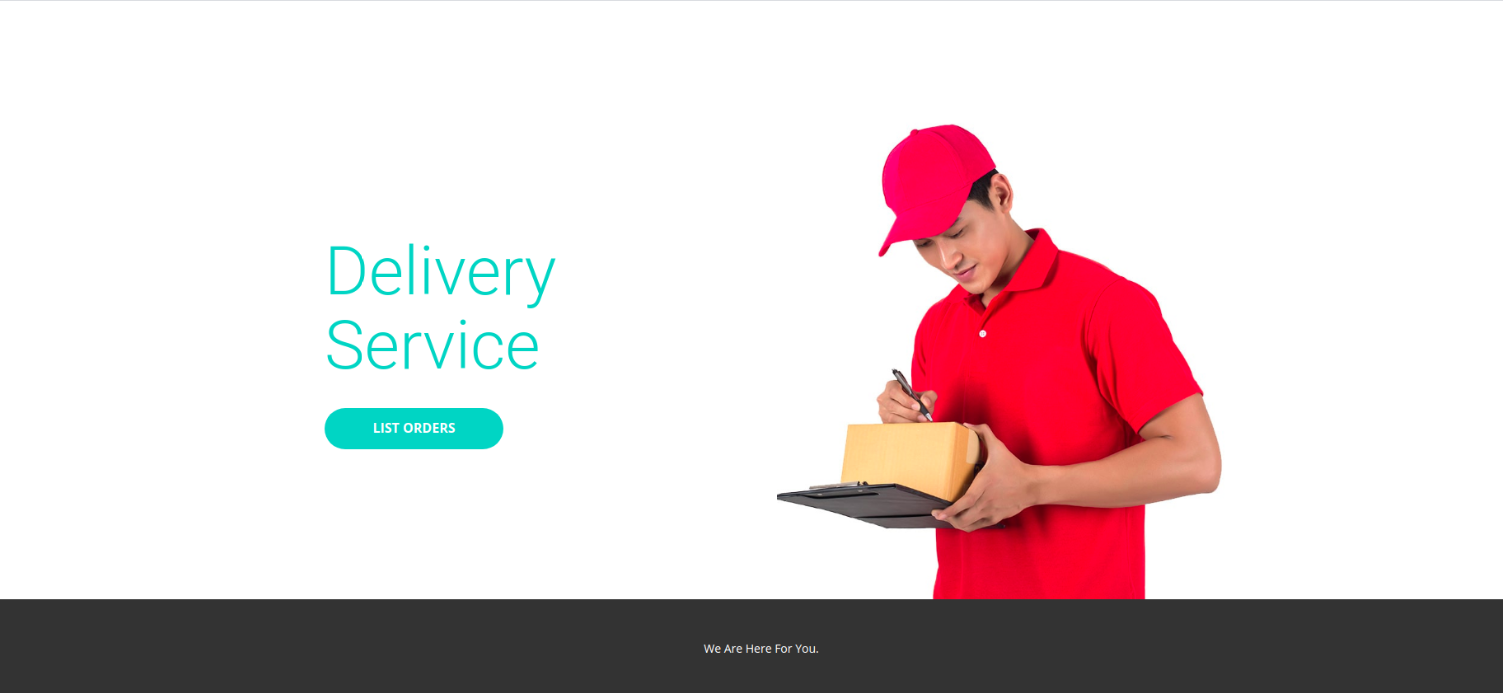 Delivery
Service
LIST ORDERS
We Are Here For You.